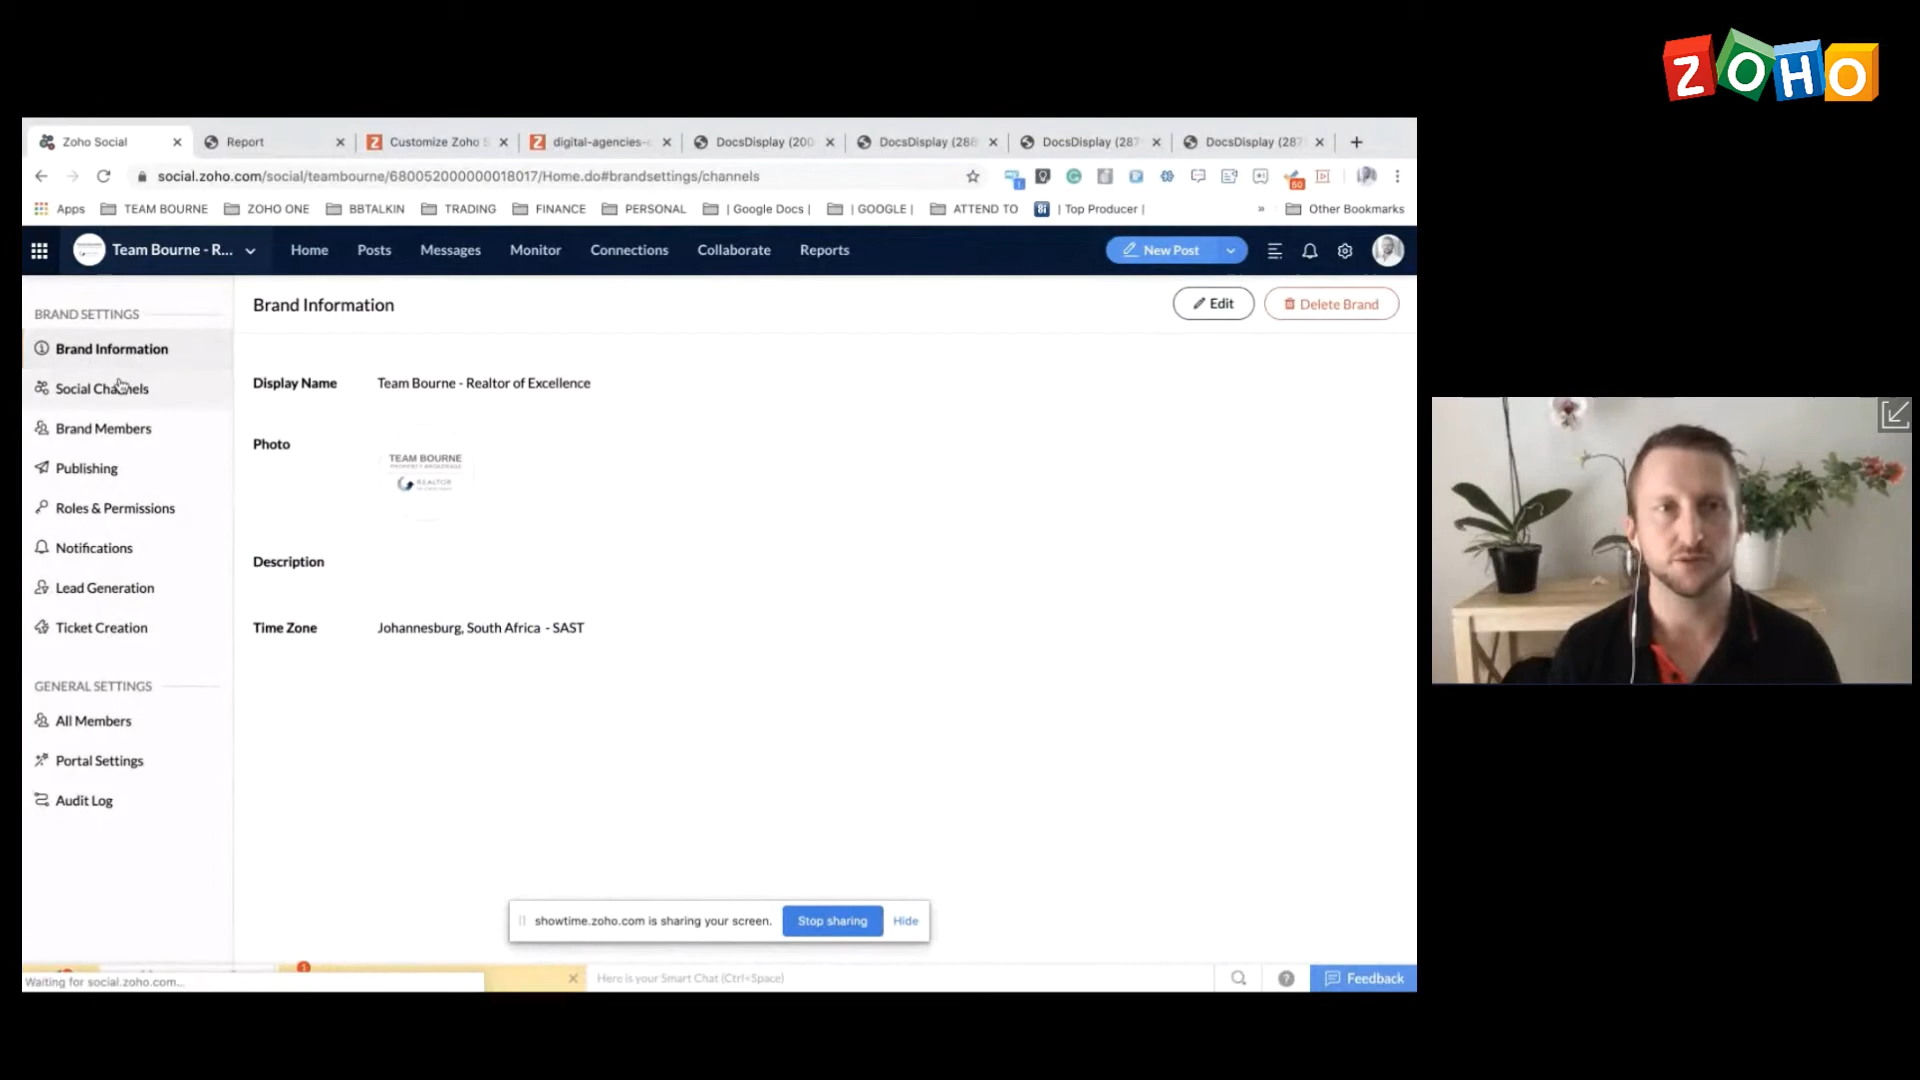 ZOHO
Zoho Social
Report
Customize Zoho S
digital-agencies-
DocsDisplay (200
DocsDisplay (288
DocsDisplay (287
DocsDisplay (287
social.zoho.com/social/teambourne/680052000000018017/Home.do#brandsettings/channels
50
Apps
TEAM BOURNE
ZOHO ONE
BBTALKIN
TRADING
FINANCE
PERSONAL
| Google Docs |
| GOOGLE |
ATTEND TO
| Top Producer |
»
Other Bookmarks
Team Bourne - R...
Home
Posts
Messages
Monitor
Connections
Collaborate
Reports
New Post
BRAND SETTINGS
Brand Information
Social Channels
Brand Members
Publishing
Roles & Permissions
Notifications
Lead Generation
Ticket Creation
GENERAL SETTINGS
All Members
Portal Settings
Audit Log
Brand Information
Edit
Delete Brand
Display Name
Team Bourne - Realtor of Excellence
Photo
TEAM BOURNE
PROPERTY BROKERAGE
REALTOR
Description
Time Zone
Johannesburg, South Africa - SAST
showtime.zoho.com is sharing your screen.
Stop sharing
Hide
1
Waiting for social.zoho.com...
Here is your Smart Chat (Ctrl+Space)
Feedback